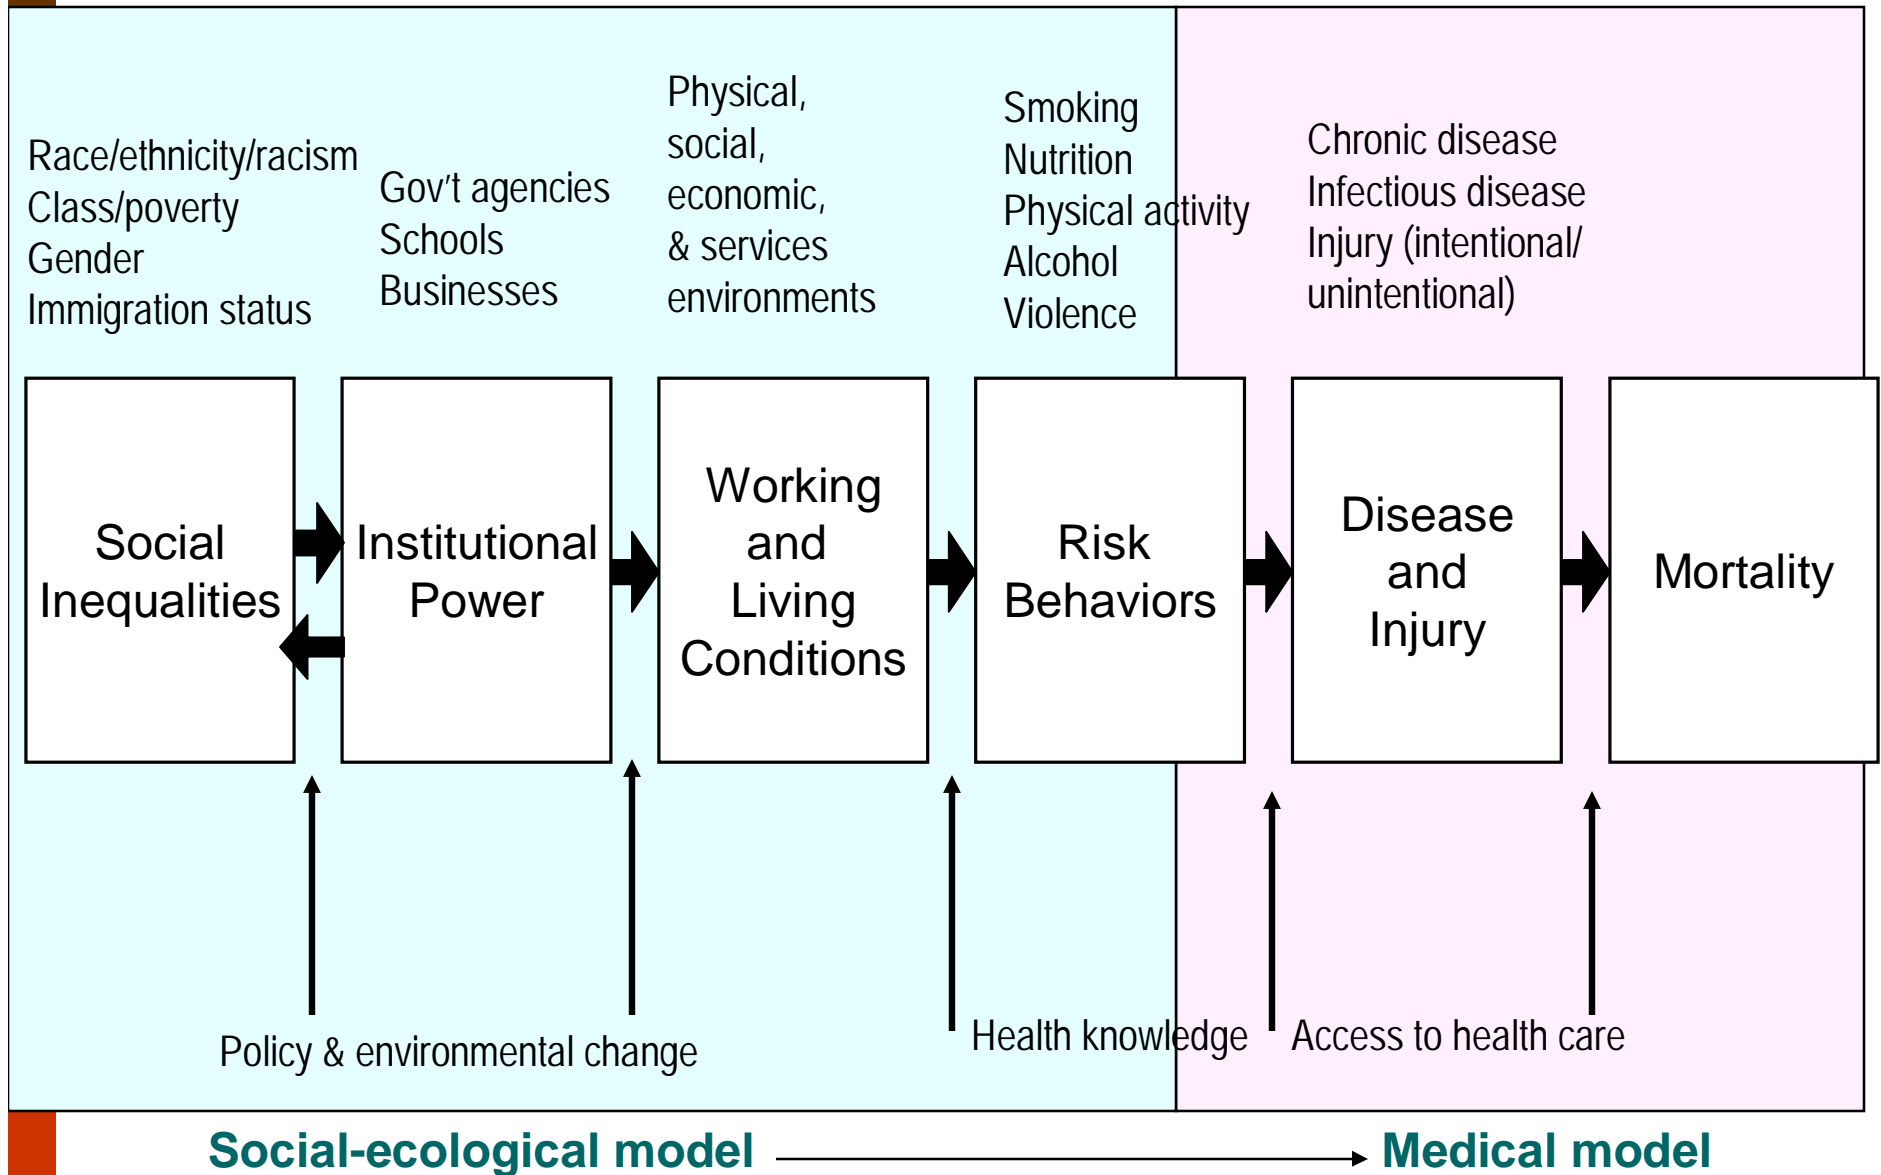 Race/ethnicity/racism
Class/poverty
Gender
Immigration status
Gov't agencies
Schools
Businesses
Physical,
social,
economic,
& services
environments
Smoking
Nutrition
Physical activity
Alcohol
Violence
Chronic disease
Infectious disease
Injury (intentional/
unintentional)
Social
Inequalities
Institutional
Power
Working
and
Living
Conditions
Risk
Behaviors
Disease
and
Injury
Mortality
Policy & environmental change
Health knowledge
Access to health care
Social-ecological model
Medical model